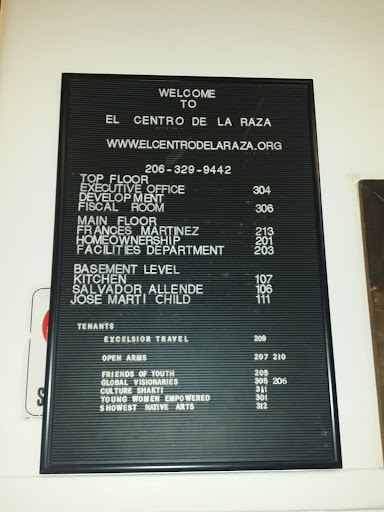 WELCOME
TO
EL CENTRO DE LA RAZA
WWW.ELCENTRODELARAZA.ORG
206-329-9442
TOP FLOOR
EXECUTIVE OFFICE 304
DEVELOPMENT
FISCAL ROOM 306
MAIN FLOOR
FRANCES MARTINEZ 213
HOMEOWNERSHIP 201
FACILITIES DEPARTMENT 203
BASEMENT LEVEL
KITCHEN 107
SALVADOR ALLENDE 106
JOSE MARTI CHILD 111
TENANTS
EXCELSIOR TRAVEL 209
OPEN ARMS 207 210
FRIENDS OF YOUTH 205
GLOBAL VISIONARIES 305 206
CULTURE SHAKTI 311
YOUNG WOMEN EMPOWERED 301
SHOWEST NATIVE ARTS 312